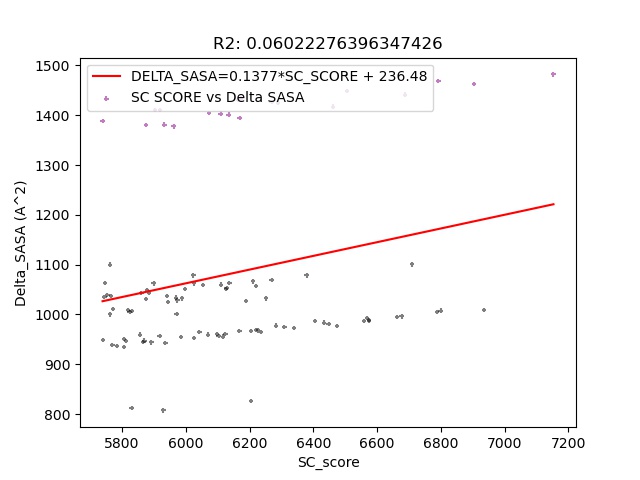 R2: 0.06022276396347426
DELTA_SASA=0.1377*SC_SCORE + 236.48
SC SCORE vs Delta SASA
1500
1400
1300
1200
1100
1000
900
800
Delta_SASA (A^2)
5800 6000 6200 6400 6600 6800 7000 7200
SC_score